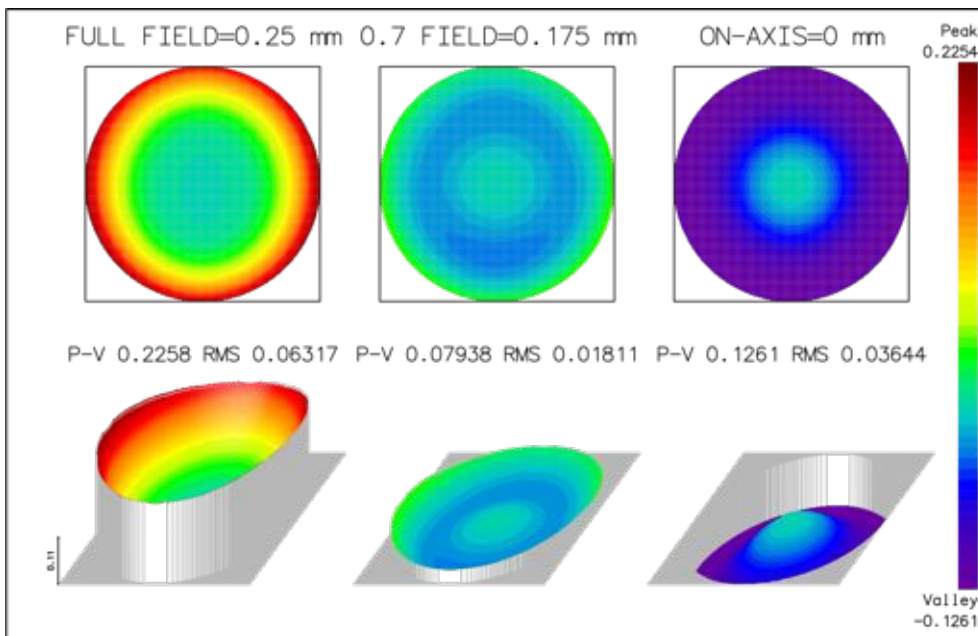 FULL FIELD=0.25 mm 0.7 FIELD=0.175 mm ON-AXIS=0 mm
Peak
0.2254
P-V 0.2258 RMS 0.06317 P-V 0.07938 RMS 0.01811 P-V 0.1261 RMS 0.03644
0.11
Valley
-0.1261